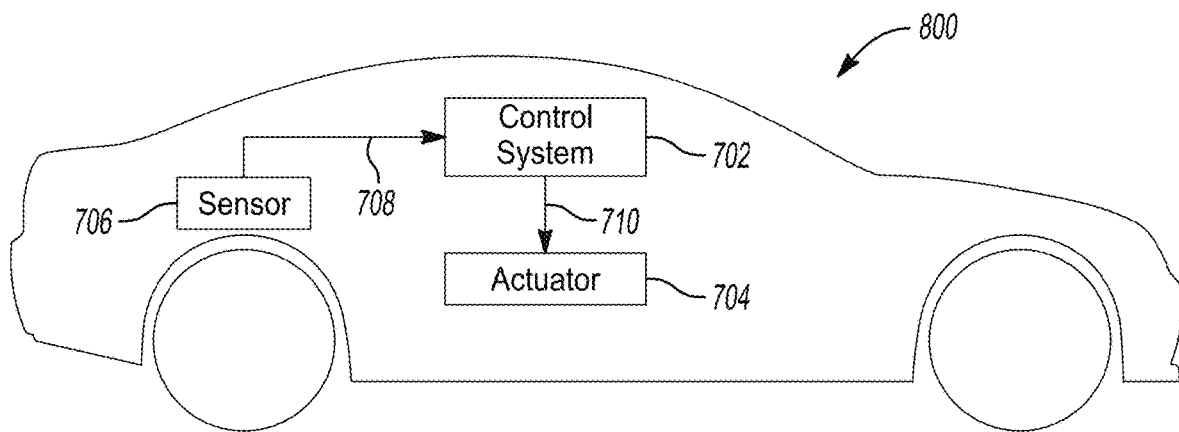 800
Control
System
702
708
706
Sensor
710
Actuator
704